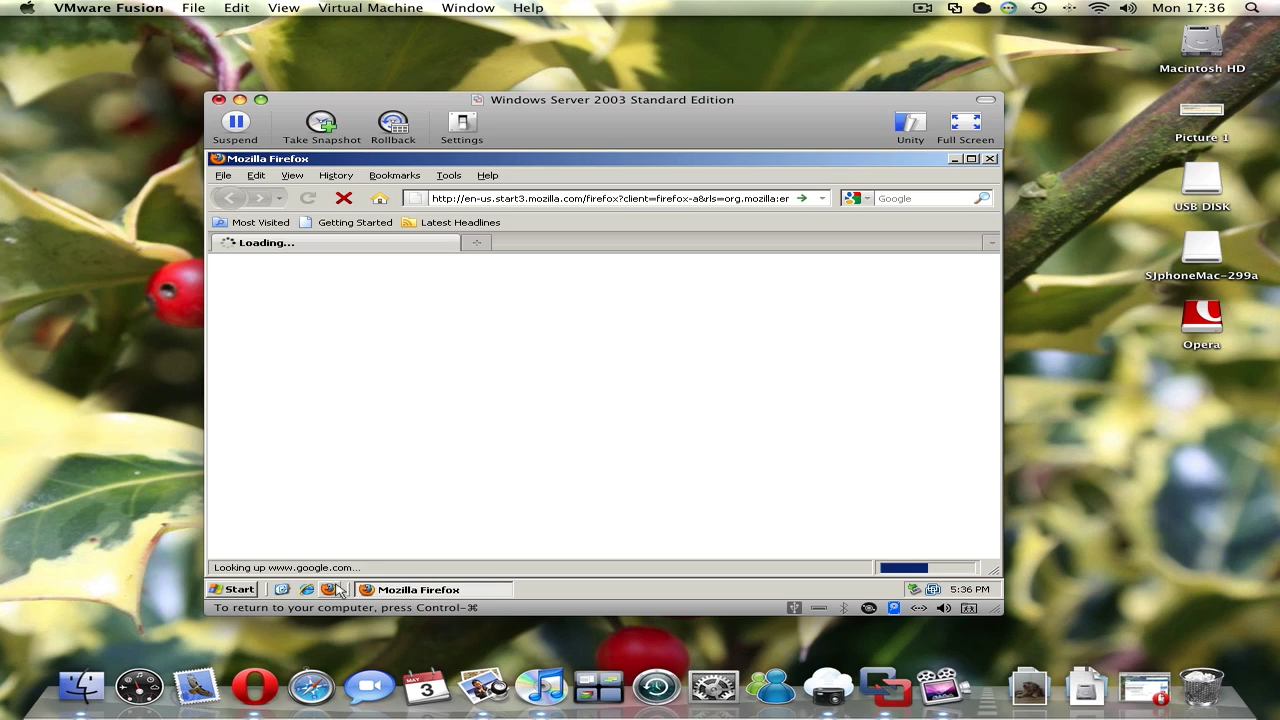 VMware Fusion File Edit View Virtual Machine Window Help Mon 17:36
Macintosh HD
Picture 1
USB DISK
SJphoneMac-299a
Opera
Windows Server 2003 Standard Edition
Suspend Take Snapshot Rollback Settings Unity Full Screen
Mozilla Firefox
File Edit View History Bookmarks Tools Help
http://en-us.start3.mozilla.com/firefox?client=firefox-a&rls=org.mozilla:er Google
Most Visited Getting Started Latest Headlines
Loading...
Looking up www.google.com...
Start Mozilla Firefox 5:36 PM
To return to your computer, press Control-⌘
MAY
3